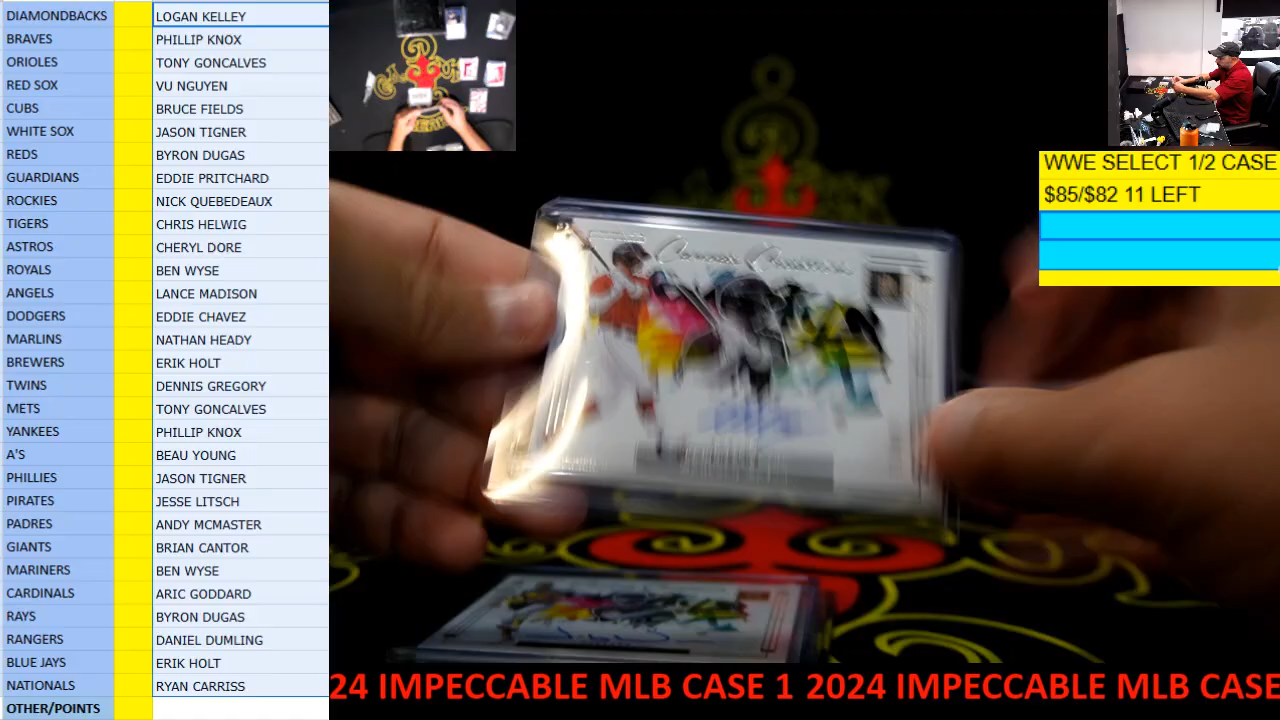 DIAMONDBACKS LOGAN KELLEY
BRAVES PHILLIP KNOX
ORIOLES TONY GONCALVES
RED SOX VU NGUYEN
CUBS BRUCE FIELDS
WHITE SOX JASON TIGNER
REDS BYRON DUGAS
GUARDIANS EDDIE PRITCHARD
ROCKIES NICK QUEBEDEAUX
TIGERS CHRIS HELWIG
ASTROS CHERYL DORE
ROYALS BEN WYSE
ANGELS LANCE MADISON
DODGERS EDDIE CHAVEZ
MARLINS NATHAN HEADY
BREWERS ERIK HOLT
TWINS DENNIS GREGORY
METS TONY GONCALVES
YANKEES PHILLIP KNOX
A'S BEAU YOUNG
PHILLIES JASON TIGNER
PIRATES JESSE LITSCH
PADRES ANDY MCMASTER
GIANTS BRIAN CANTOR
MARINERS BEN WYSE
CARDINALS ARIC GODDARD
RAYS BYRON DUGAS
RANGERS DANIEL DUMLING
BLUE JAYS ERIK HOLT
NATIONALS RYAN CARRISS
OTHER/POINTS
WWE SELECT 1/2 CASE
$85/$82 11 LEFT
24 IMPECCABLE MLB CASE 1 2024 IMPECCABLE MLB CASE